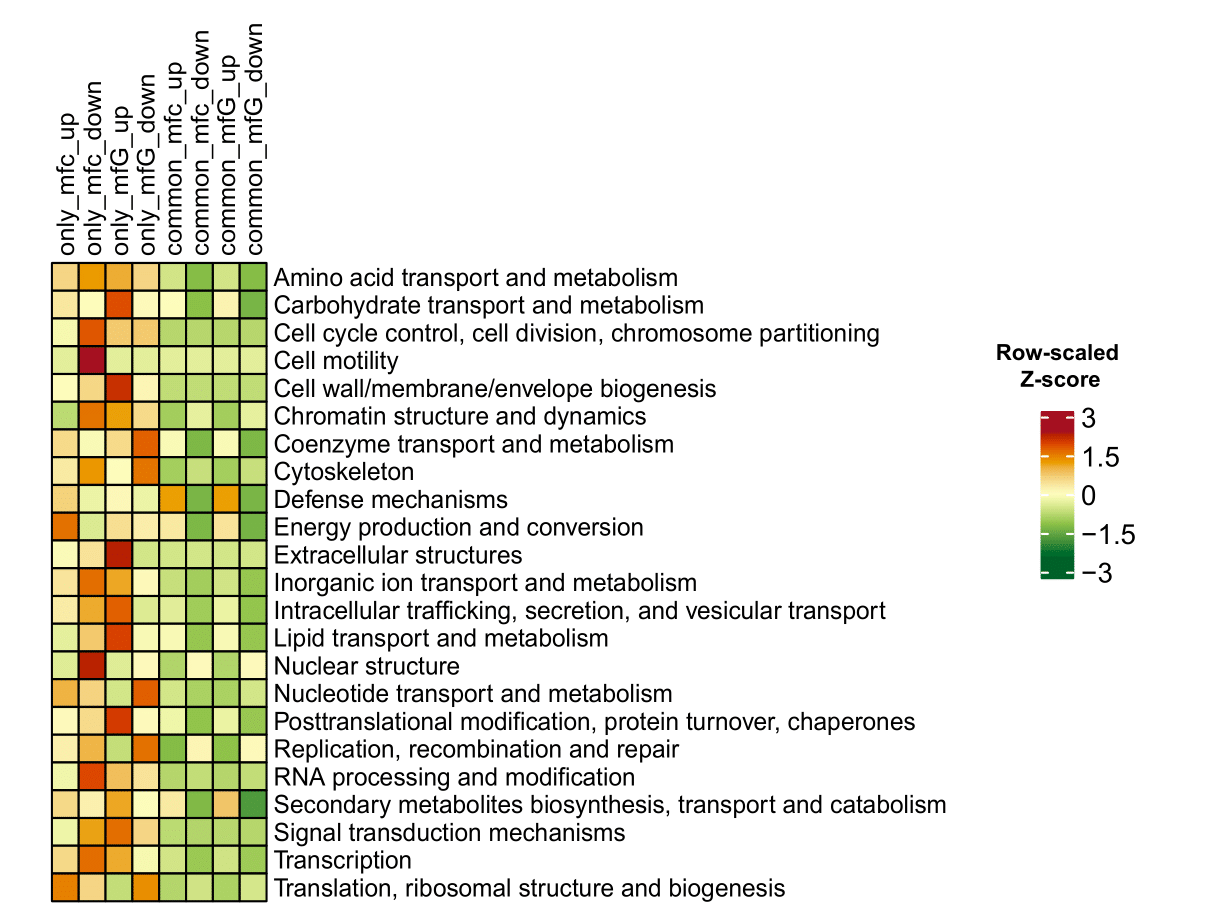 only_mfc_up
only_mfc_down
only_mfG_up
only_mfG_down
common_mfc_up
common_mfc_down
common_mfG_up
common_mfG_down
Amino acid transport and metabolism
Carbohydrate transport and metabolism
Cell cycle control, cell division, chromosome partitioning
Cell motility
Cell wall/membrane/envelope biogenesis
Chromatin structure and dynamics
Coenzyme transport and metabolism
Cytoskeleton
Defense mechanisms
Energy production and conversion
Extracellular structures
Inorganic ion transport and metabolism
Intracellular trafficking, secretion, and vesicular transport
Lipid transport and metabolism
Nuclear structure
Nucleotide transport and metabolism
Posttranslational modification, protein turnover, chaperones
Replication, recombination and repair
RNA processing and modification
Secondary metabolites biosynthesis, transport and catabolism
Signal transduction mechanisms
Transcription
Translation, ribosomal structure and biogenesis
Row-scaled
Z-score
3
1.5
0
−1.5
−3